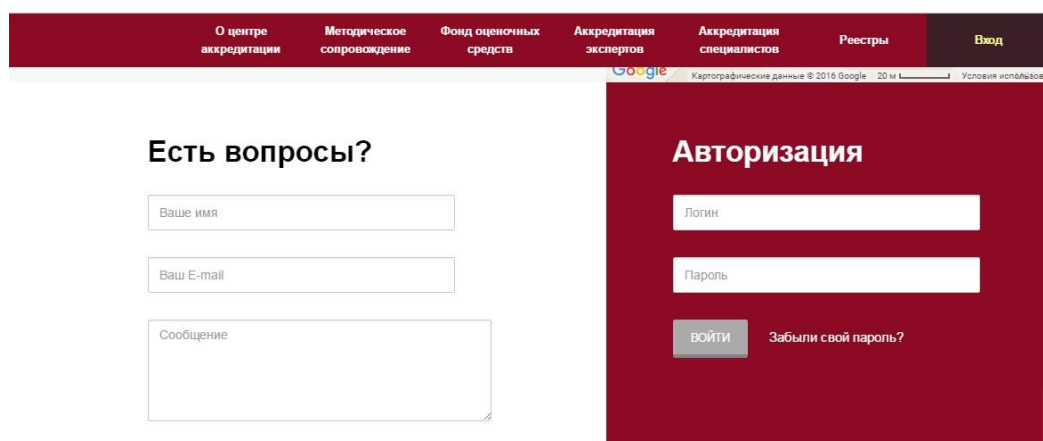 О центре
аккредитации
Методическое
сопровождение
Фонд оценочных
средств
Аккредитация
экспертов
Аккредитация
специалистов
Реестры
Вход
Google
Картографические данные © 2016 Google 20 м Условия использов
Есть вопросы?
Ваше имя
Ваш E-mail
Сообщение
Авторизация
Логин
Пароль
ВОЙТИ Забыли свой пароль?